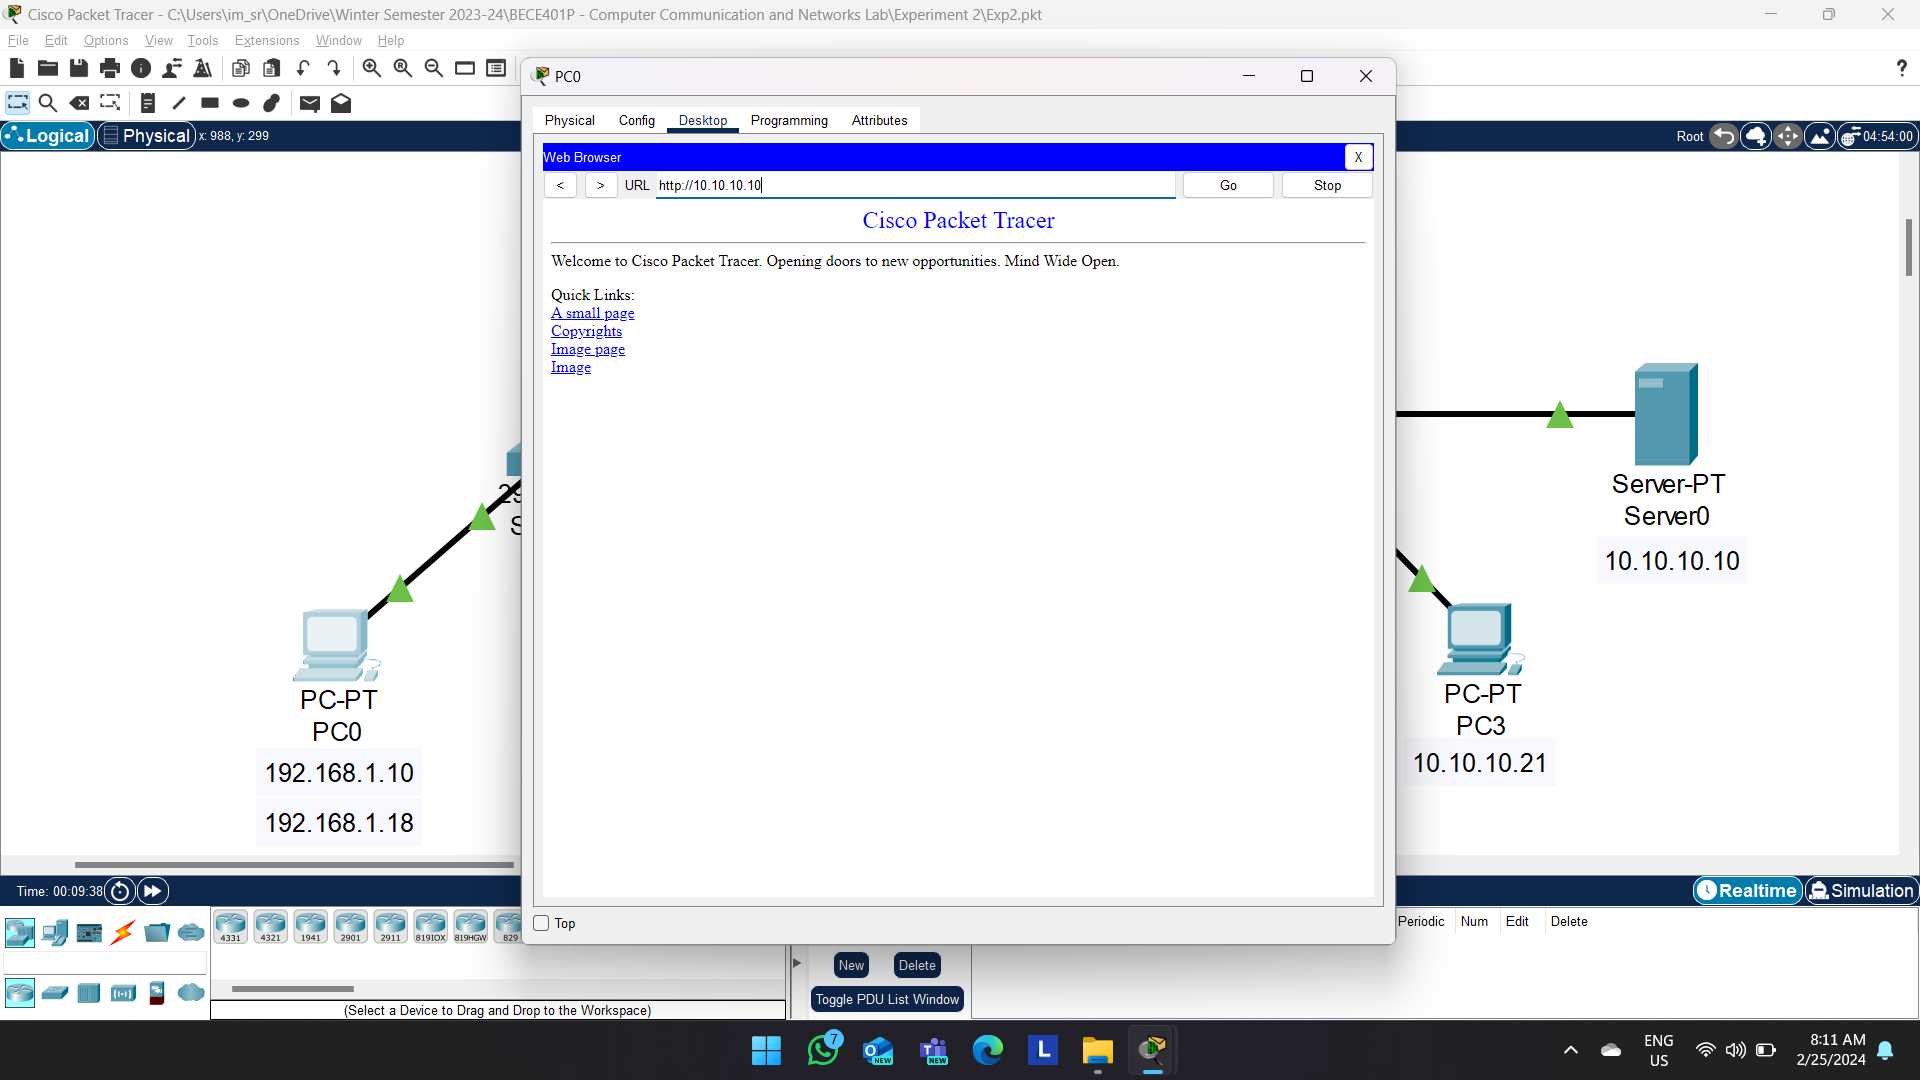 Cisco Packet Tracer - C:\Users\im_sr\OneDrive\Winter Semester 2023-24\BECE401P - Computer Communication and Networks Lab\Experiment 2\Exp2.pkt
File Edit Options View Tools Extensions Window Help
?
Logical Physical x: 988, y: 299
Root 04:54:00
PC0
Physical Config Desktop Programming Attributes
Web Browser X
< > URL http://10.10.10.10 Go Stop
Cisco Packet Tracer
Welcome to Cisco Packet Tracer. Opening doors to new opportunities. Mind Wide Open.
Quick Links:
A small page
Copyrights
Image page
Image
Top
29
S
PC-PT
PC0
192.168.1.10
192.168.1.18
Server-PT
Server0
10.10.10.10
PC-PT
PC3
10.10.10.21
Time: 00:09:38
Realtime Simulation
4331 4321 1941 2901 2911 819IOX 819HGW 829
(Select a Device to Drag and Drop to the Workspace)
New Delete
Toggle PDU List Window
Periodic Num Edit Delete
7
NEW
NEW
L
ENG
US
8:11 AM
2/25/2024